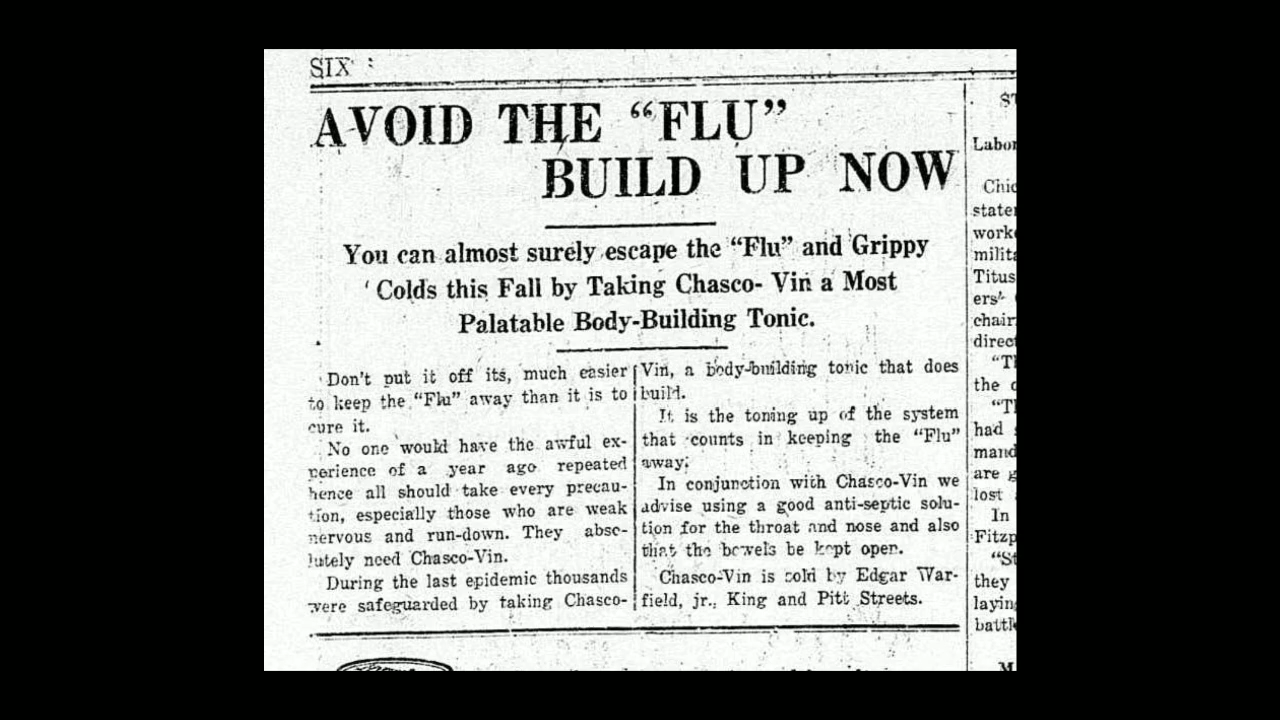 SIX
AVOID THE "FLU"
BUILD UP NOW
You can almost surely escape the "Flu" and Grippy
Colds this Fall by Taking Chasco- Vin a Most
Palatable Body-Building Tonic.
Don't put it off its, much easier
to keep the "Flu" away than it is to
cure it.
No one would have the awful ex-
perience of a year ago repeated
hence all should take every precau-
tion, especially those who are weak
nervous and run-down. They abso-
lutely need Chasco-Vin.
During the last epidemic thousands
were safeguarded by taking Chasco-
Vin, a body-building tonic that does
build.
It is the toning up of the system
that counts in keeping the "Flu"
away.
In conjunction with Chasco-Vin we
advise using a good anti-septic solu-
tion for the throat and nose and also
that the bowels be kept open.
Chasco-Vin is sold by Edgar War-
field, jr., King and Pitt Streets.
ST
Labor
Chic
state
work
milita
Titus
ers'
chair
direct
"T
the
"T
had
mand
are
lost
In
Fitzp
"St
they
laying
battl